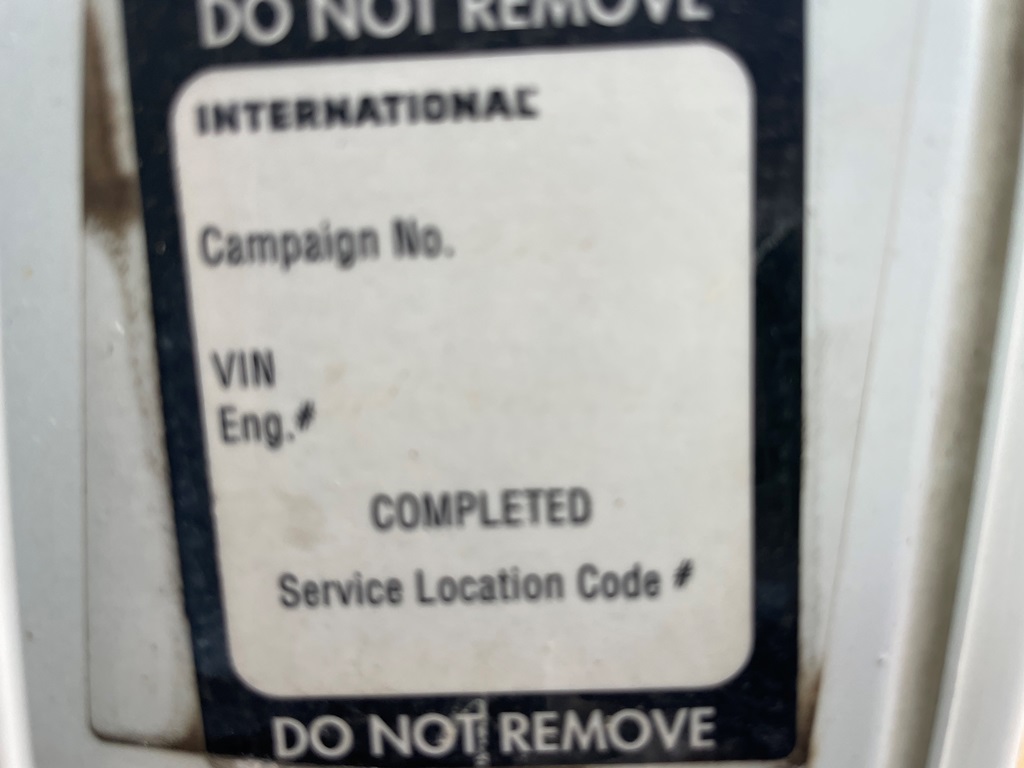 DO NOT REMOVE
INTERNATIONAL
Campaign No.
VIN
Eng.#
COMPLETED
Service Location Code #
DO NOT REMOVE